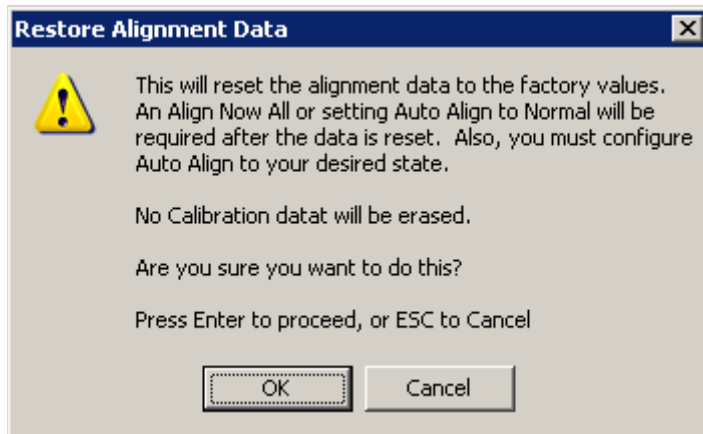 Restore Alignment Data
This will reset the alignment data to the factory values.
An Align Now All or setting Auto Align to Normal will be
required after the data is reset.  Also, you must configure
Auto Align to your desired state.
No Calibration datat will be erased.
Are you sure you want to do this?
Press Enter to proceed, or ESC to Cancel
OK
Cancel